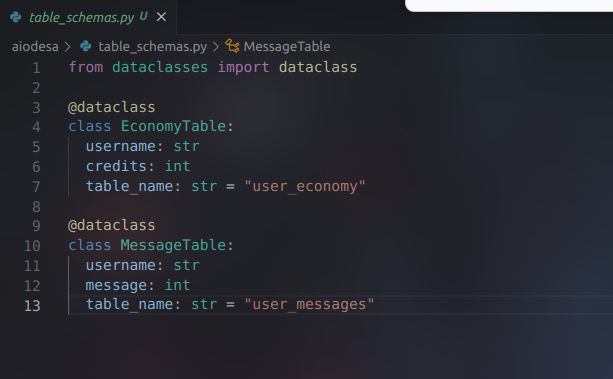 table_schemas.py U ×
aiodesa > table_schemas.py > MessageTable
1 from dataclasses import dataclass
2
3 @dataclass
4 class EconomyTable:
5 username: str
6 credits: int
7 table_name: str = "user_economy"
8
9 @dataclass
10 class MessageTable:
11 username: str
12 message: int
13 table_name: str = "user_messages"